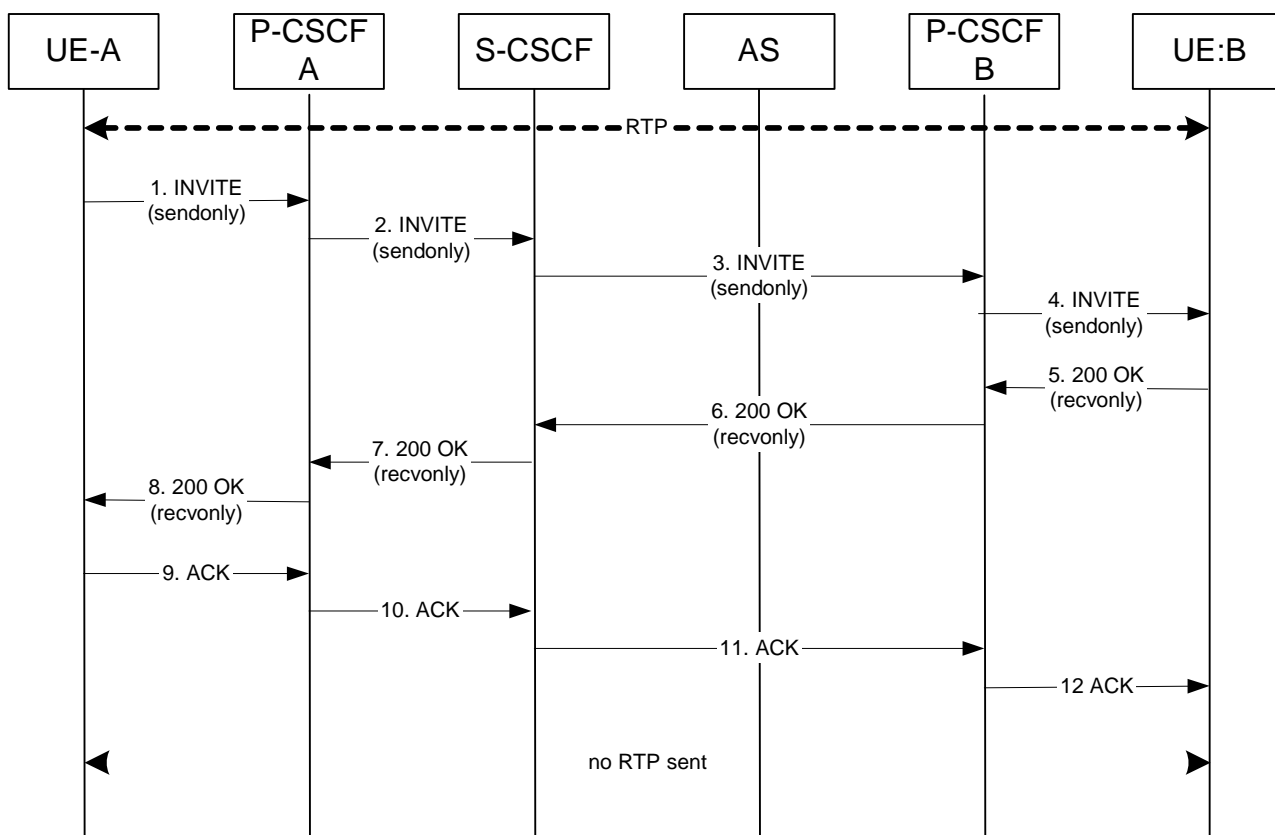 UE-A
P-CSCF
A
S-CSCF
AS
P-CSCF
B
UE:B
RTP
1. INVITE
(sendonly)
2. INVITE
(sendonly)
3. INVITE
(sendonly)
4. INVITE
(sendonly)
5. 200 OK
(recvonly)
6. 200 OK
(recvonly)
7. 200 OK
(recvonly)
8. 200 OK
(recvonly)
9. ACK
10. ACK
11. ACK
12 ACK
no RTP sent